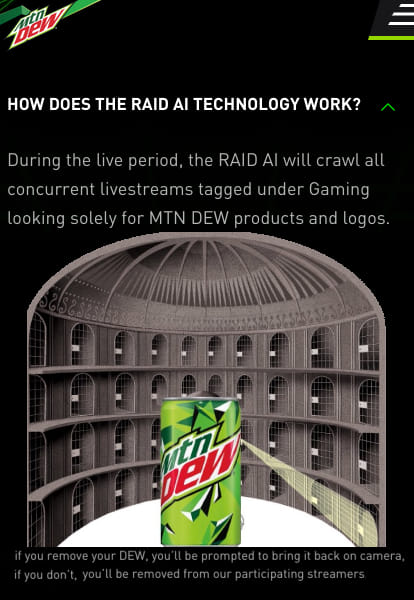 Mtn
DEW
HOW DOES THE RAID AI TECHNOLOGY WORK?
During the live period, the RAID AI will crawl all
concurrent livestreams tagged under Gaming
looking solely for MTN DEW products and logos.
Mtn
DEW
if you remove your DEW, you'll be prompted to bring it back on camera,
if you don't, you'll be removed from our participating streamers